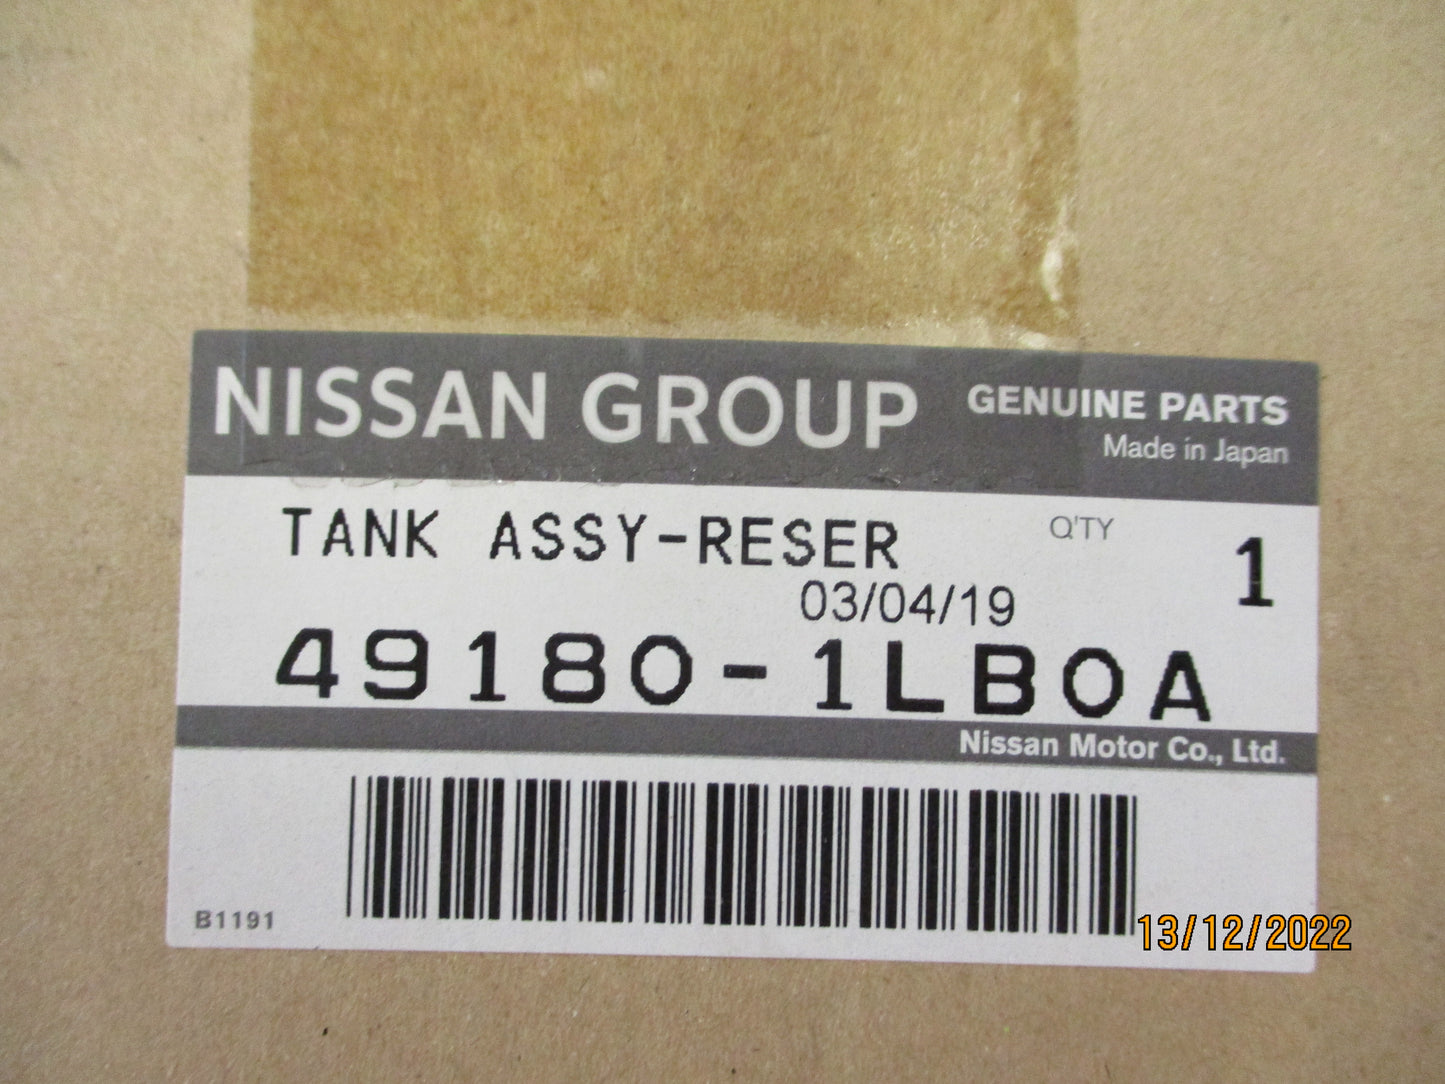 NISSAN GROUP GENUINE PARTS
Made in Japan
TANK ASSY-RESER Q'TY 1
03/04/19
49180-1LB0A
Nissan Motor Co., Ltd.
B1191
13/12/2022